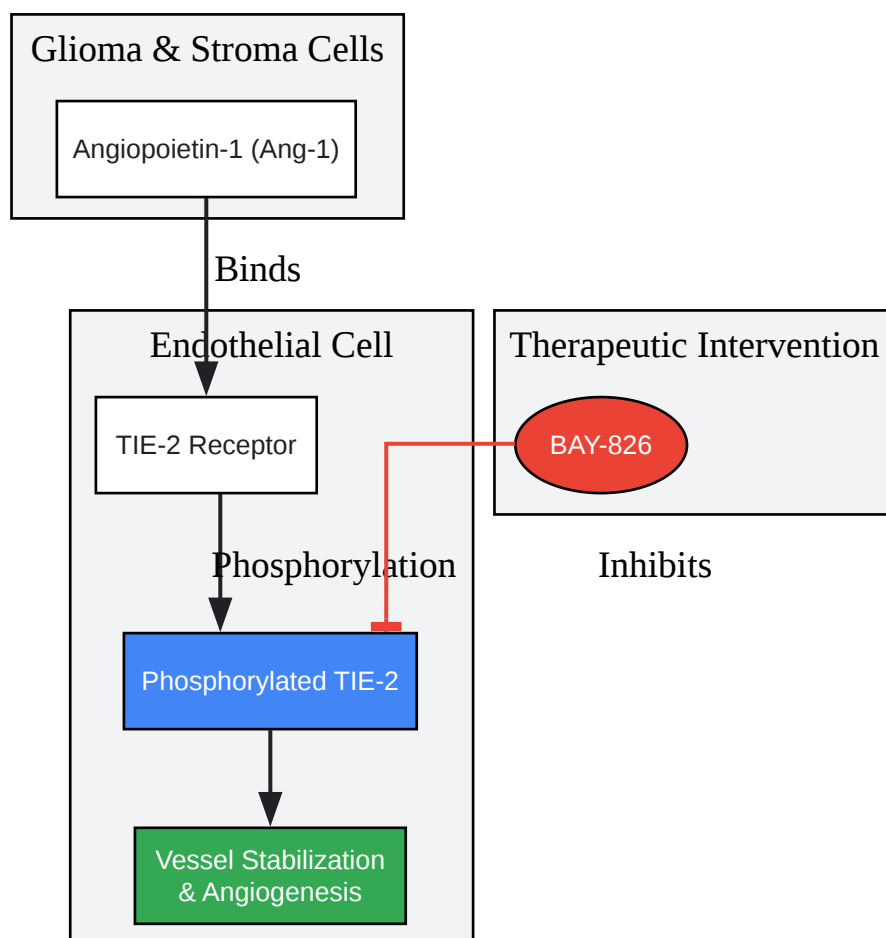 Glioma & Stroma Cells
Angiopoietin-1 (Ang-1)
Binds
Endothelial Cell
Therapeutic Intervention
TIE-2 Receptor
BAY-826
Phosphorylation
Inhibits
Phosphorylated TIE-2
Vessel Stabilization
& Angiogenesis